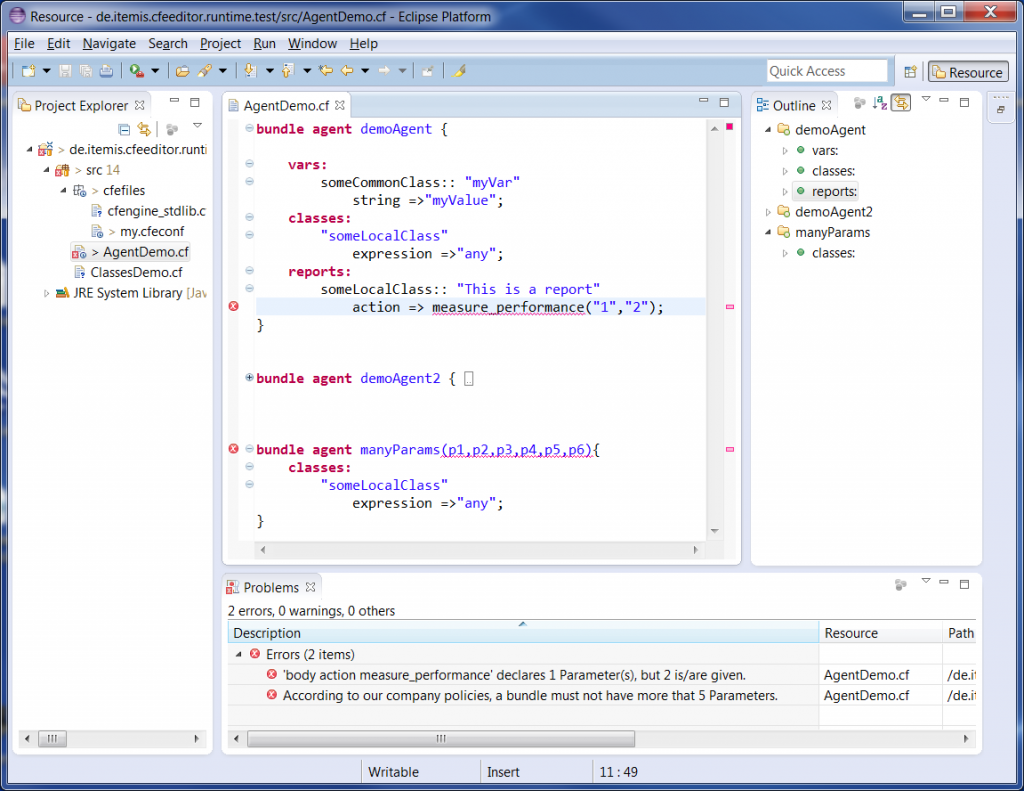 Resource - de.itemis.cfeeditor.runtime.test/src/AgentDemo.cf - Eclipse Platform
File Edit Navigate Search Project Run Window Help
Quick Access
Resource
Project Explorer
> de.itemis.cfeeditor.runti
> src 14
> cfefiles
cfengine_stdlib.c
> my.cfeconf
> AgentDemo.cf
ClassesDemo.cf
JRE System Library [Jav
AgentDemo.cf
bundle agent demoAgent {
vars:
someCommonClass:: "myVar"
string =>"myValue";
classes:
"someLocalClass"
expression =>"any";
reports:
someLocalClass:: "This is a report"
action => measure_performance("1","2");
}
bundle agent demoAgent2 {
bundle agent manyParams(p1,p2,p3,p4,p5,p6){
classes:
"someLocalClass"
expression =>"any";
}
Outline
demoAgent
vars:
classes:
reports:
demoAgent2
manyParams
classes:
Problems
2 errors, 0 warnings, 0 others
Description Resource Path
Errors (2 items)
'body action measure_performance' declares 1 Parameter(s), but 2 is/are given. AgentDemo.cf /de.it
According to our company policies, a bundle must not have more that 5 Parameters. AgentDemo.cf /de.it
Writable Insert 11 : 49